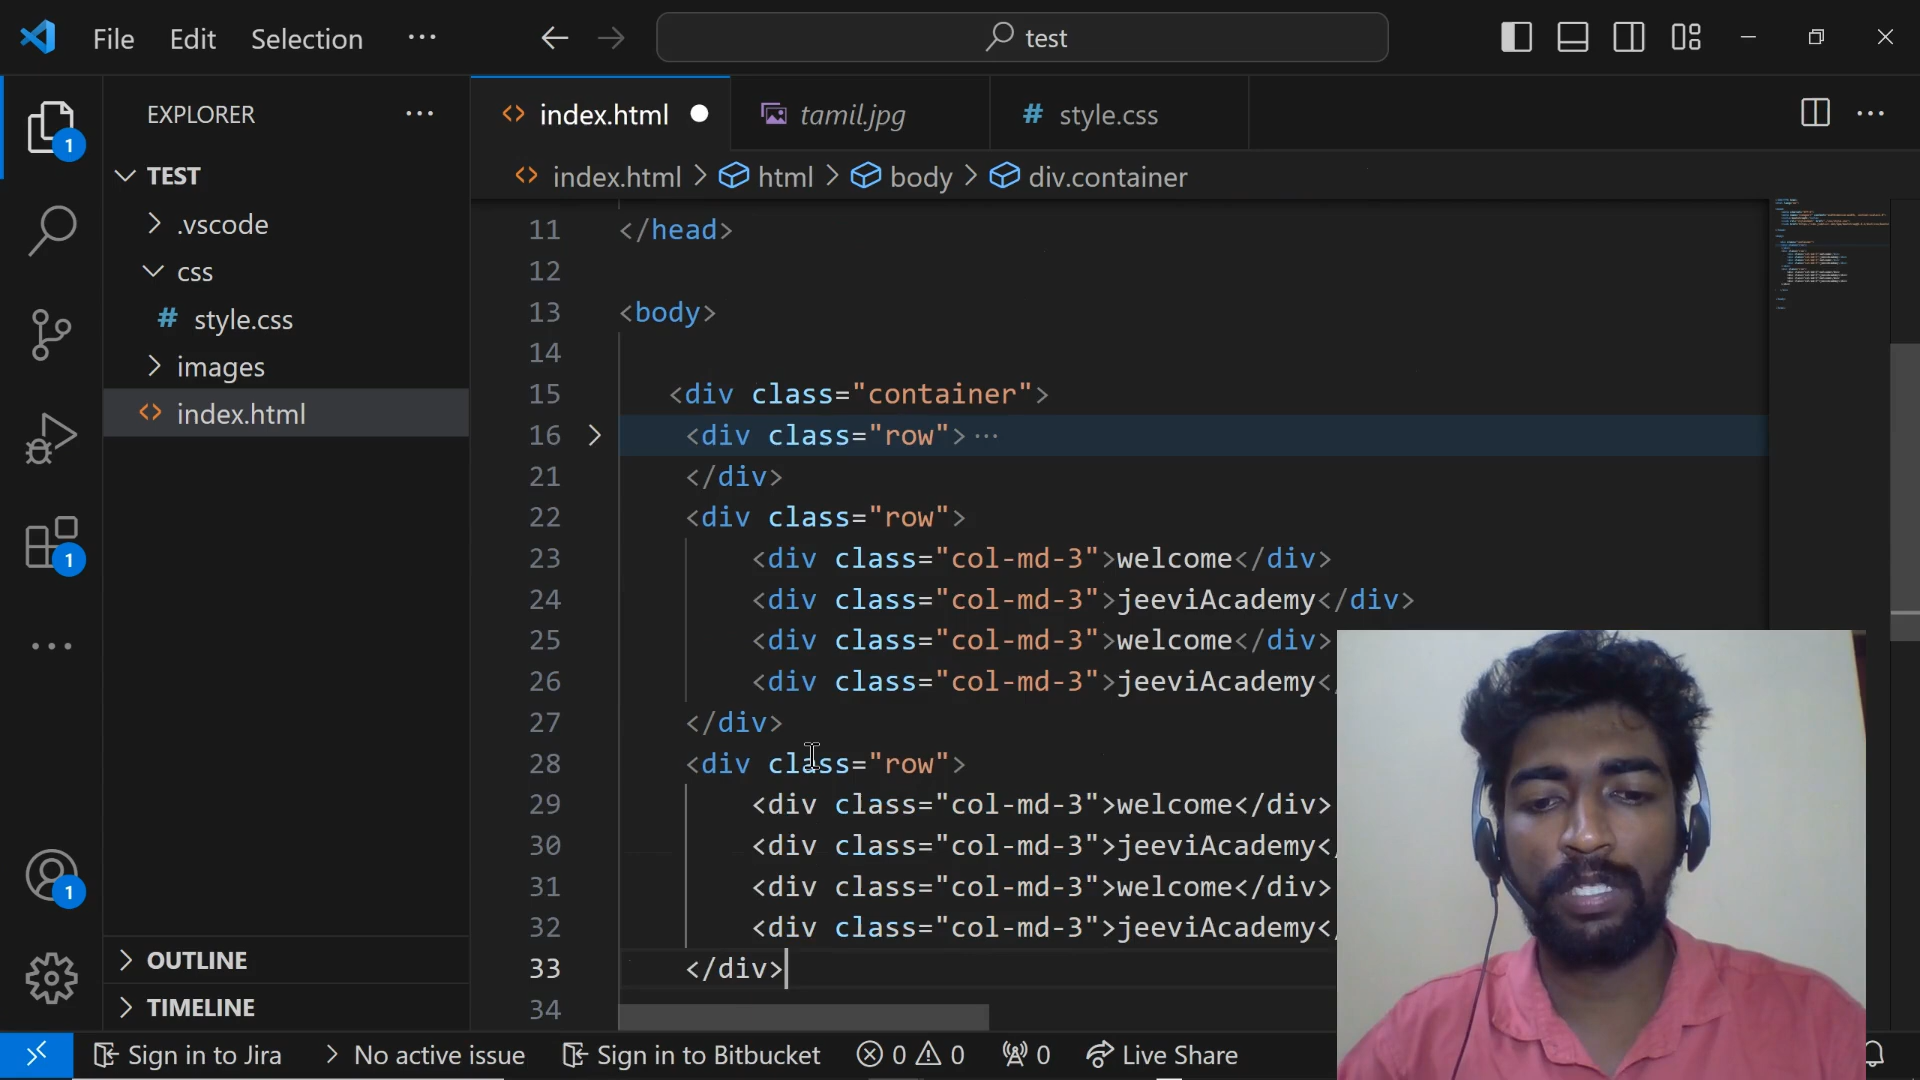 File Edit Selection ··· test
EXPLORER ···
index.html
tamil.jpg
# style.css
TEST
.vscode
css
# style.css
images
<> index.html
<> index.html > html > body > div.container
11 </head>
12
13 <body>
14
15 <div class="container">
16 <div class="row">···
21 </div>
22 <div class="row">
23 <div class="col-md-3">welcome</div>
24 <div class="col-md-3">jeeviAcademy</div>
25 <div class="col-md-3">welcome</div>
26 <div class="col-md-3">jeeviAcademy<
27 </div>
28 <div class="row">
29 <div class="col-md-3">welcome</div>
30 <div class="col-md-3">jeeviAcademy</
31 <div class="col-md-3">welcome</div>
32 <div class="col-md-3">jeeviAcademy</
33 </div>
34
1
1
1
OUTLINE
TIMELINE
Sign in to Jira > No active issue Sign in to Bitbucket 0 0 0 Live Share